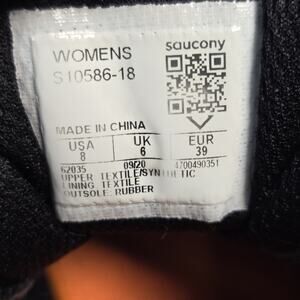 WOMENS saucony
S10586-18
MADE IN CHINA
USA UK EUR
8 6 39
62035 09/20 4700490351
UPPER TEXTILE/SYNTHETIC
LINING TEXTILE
OUTSOLE: RUBBER